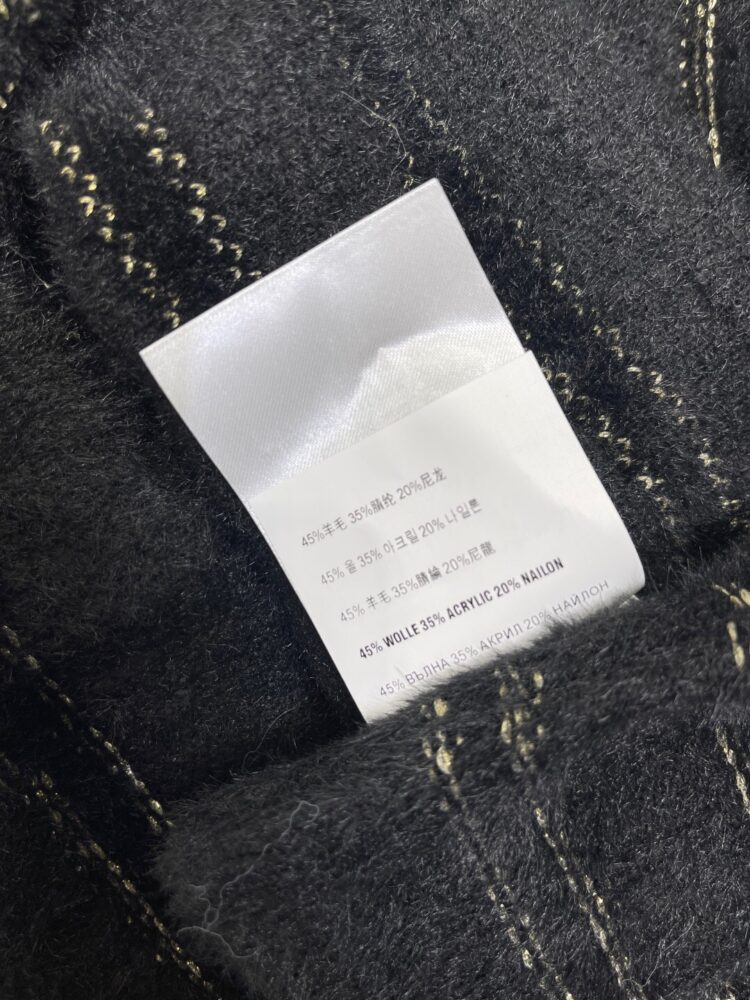 45%羊毛 35%腈纶 20%尼龙
45% 울 35% 아크릴 20% 나일론
45% 羊毛 35%腈綸 20%尼龍
45% WOLLE 35% ACRYLIC 20% NAILON
45% ВЪЛНА 35% АКРИЛ 20% НАЙЛОН